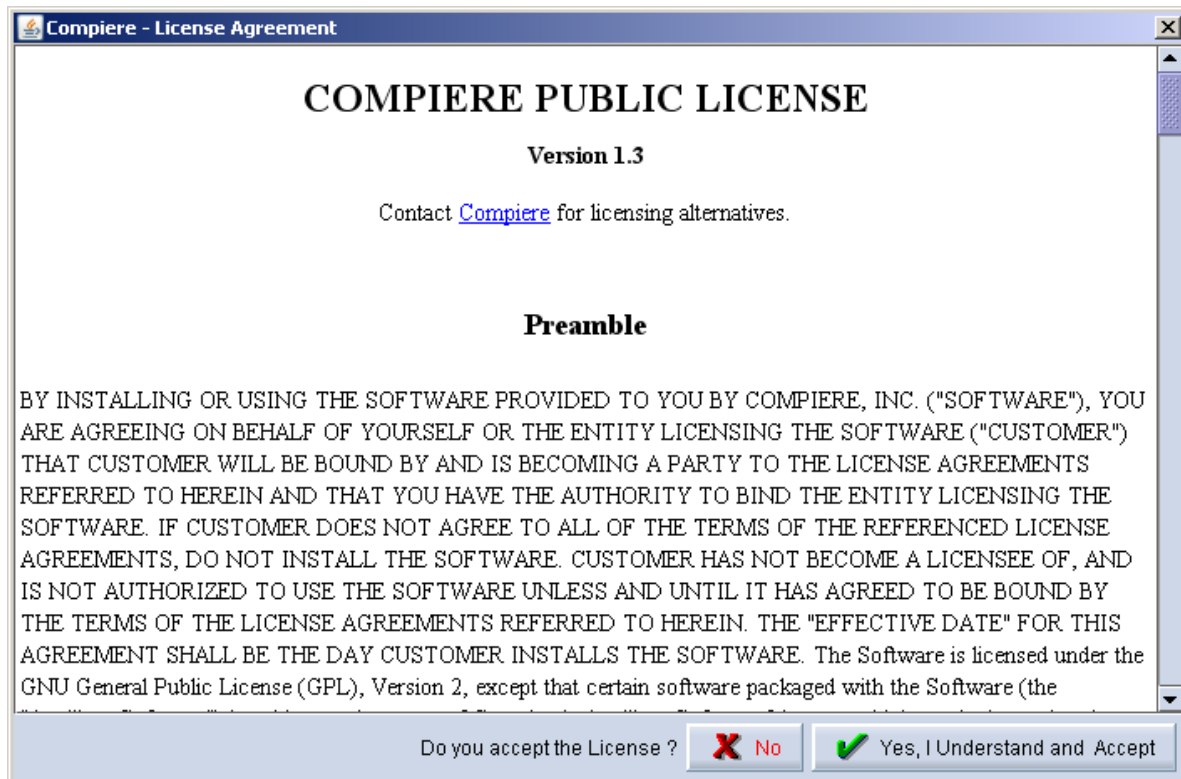 Compiere - License Agreement
COMPIERE PUBLIC LICENSE
Version 1.3
Contact Compiere for licensing alternatives.
Preamble
BY INSTALLING OR USING THE SOFTWARE PROVIDED TO YOU BY COMPIERE, INC. ("SOFTWARE"), YOU
ARE AGREEING ON BEHALF OF YOURSELF OR THE ENTITY LICENSING THE SOFTWARE ("CUSTOMER")
THAT CUSTOMER WILL BE BOUND BY AND IS BECOMING A PARTY TO THE LICENSE AGREEMENTS
REFERRED TO HEREIN AND THAT YOU HAVE THE AUTHORITY TO BIND THE ENTITY LICENSING THE
SOFTWARE. IF CUSTOMER DOES NOT AGREE TO ALL OF THE TERMS OF THE REFERENCED LICENSE
AGREEMENTS, DO NOT INSTALL THE SOFTWARE. CUSTOMER HAS NOT BECOME A LICENSEE OF, AND
IS NOT AUTHORIZED TO USE THE SOFTWARE UNLESS AND UNTIL IT HAS AGREED TO BE BOUND BY
THE TERMS OF THE LICENSE AGREEMENTS REFERRED TO HEREIN. THE "EFFECTIVE DATE" FOR THIS
AGREEMENT SHALL BE THE DAY CUSTOMER INSTALLS THE SOFTWARE. The Software is licensed under the
GNU General Public License (GPL), Version 2, except that certain software packaged with the Software (the
Do you accept the License ? No Yes, I Understand and Accept